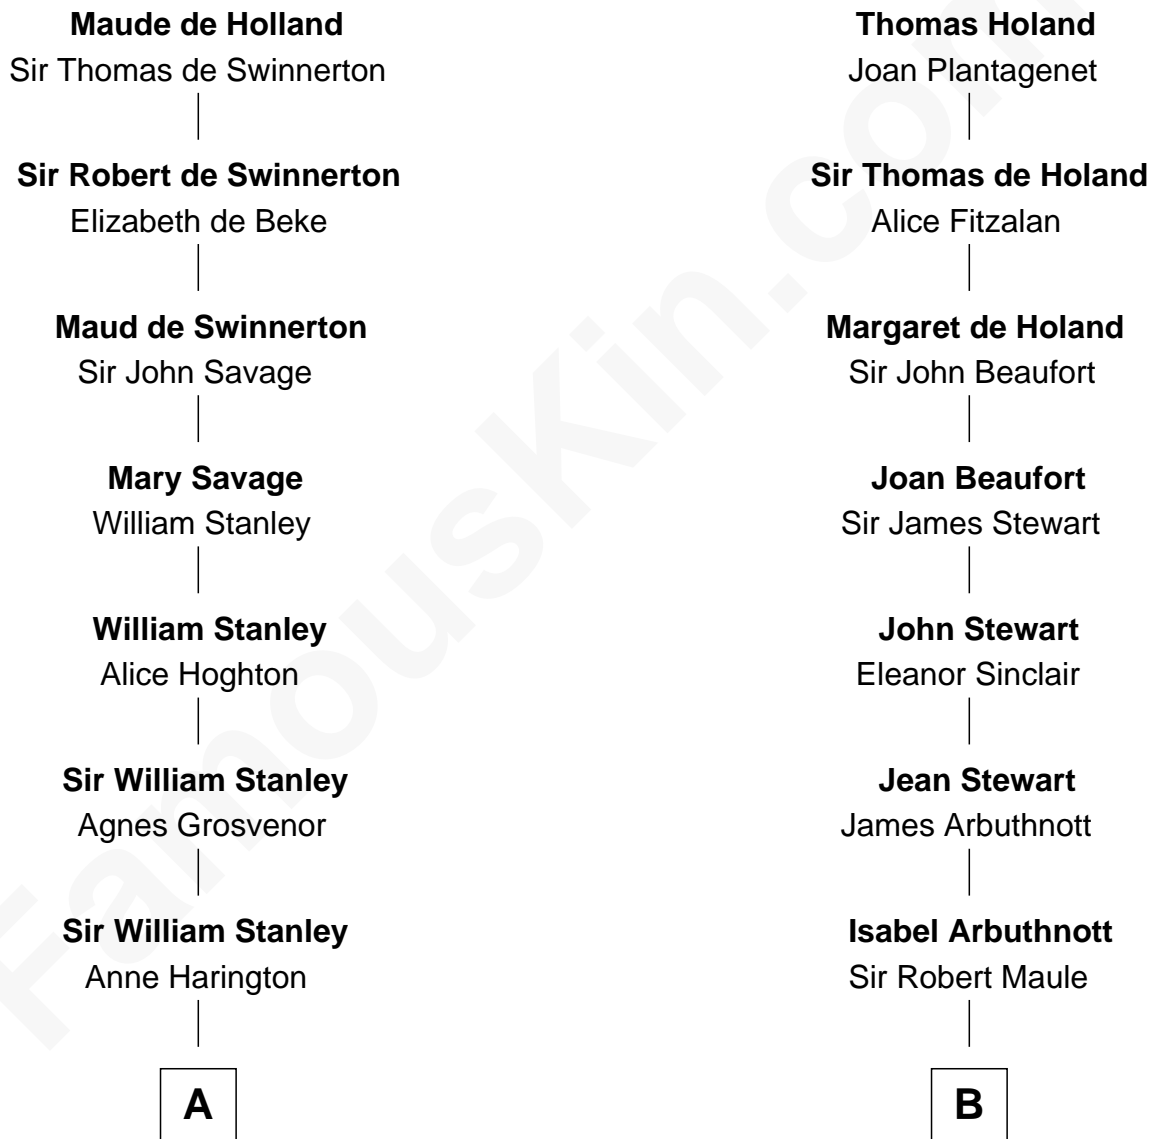 Maude de Holland
Sir Thomas de Swinnerton
Sir Robert de Swinnerton
Elizabeth de Beke
Maud de Swinnerton
Sir John Savage
Mary Savage
William Stanley
William Stanley
Alice Hoghton
Sir William Stanley
Agnes Grosvenor
Sir William Stanley
Anne Harington
A
Thomas Holand
Joan Plantagenet
Sir Thomas de Holand
Alice Fitzalan
Margaret de Holand
Sir John Beaufort
Joan Beaufort
Sir James Stewart
John Stewart
Eleanor Sinclair
Jean Stewart
James Arbuthnott
Isabel Arbuthnott
Sir Robert Maule
B
FamousKin.com